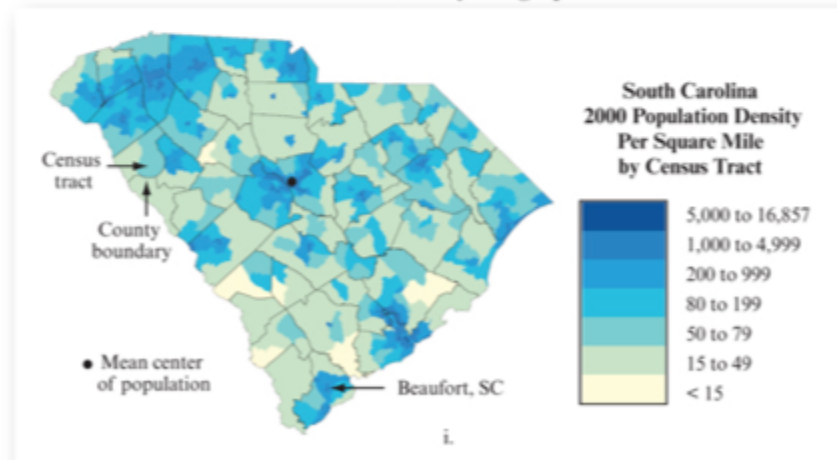 Census
tract
County
boundary
● Mean center
of population
Beaufort, SC
i.
South Carolina
2000 Population Density
Per Square Mile
by Census Tract
5,000 to 16,857
1,000 to 4,999
200 to 999
80 to 199
50 to 79
15 to 49
< 15